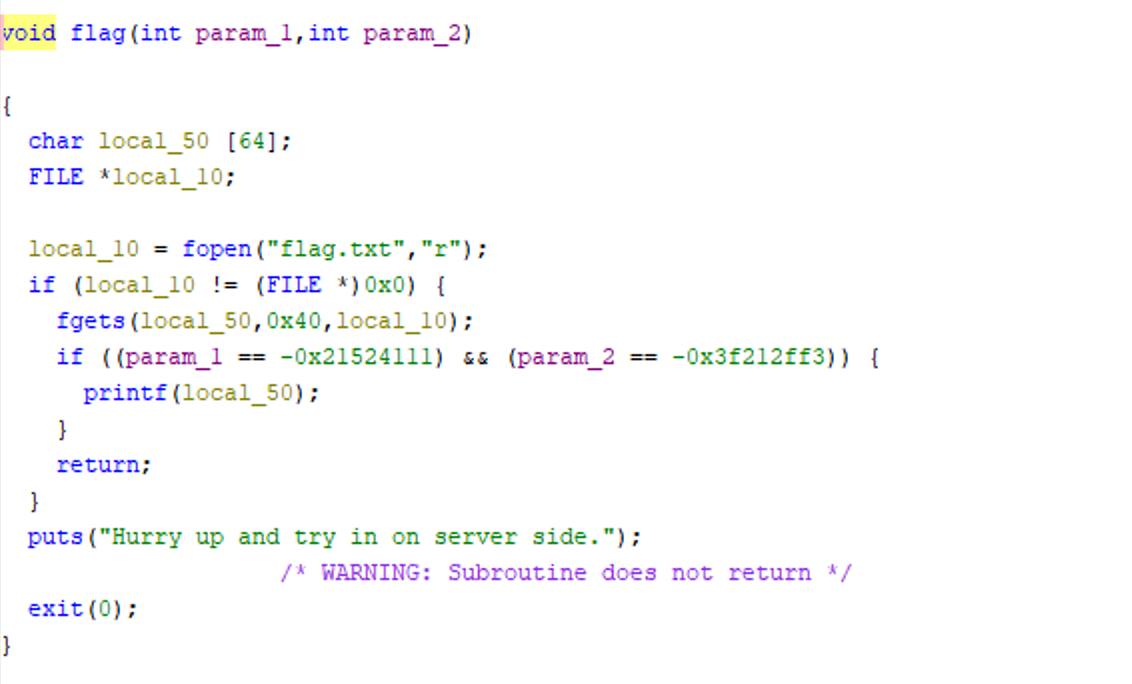 void flag(int param_1,int param_2)
{
char local_50 [64];
FILE *local_10;
local_10 = fopen("flag.txt","r");
if (local_10 != (FILE *)0x0) {
fgets(local_50,0x40,local_10);
if ((param_1 == -0x21524111) && (param_2 == -0x3f212ff3)) {
printf(local_50);
}
return;
}
puts("Hurry up and try in on server side.");
/* WARNING: Subroutine does not return */
exit(0);
}